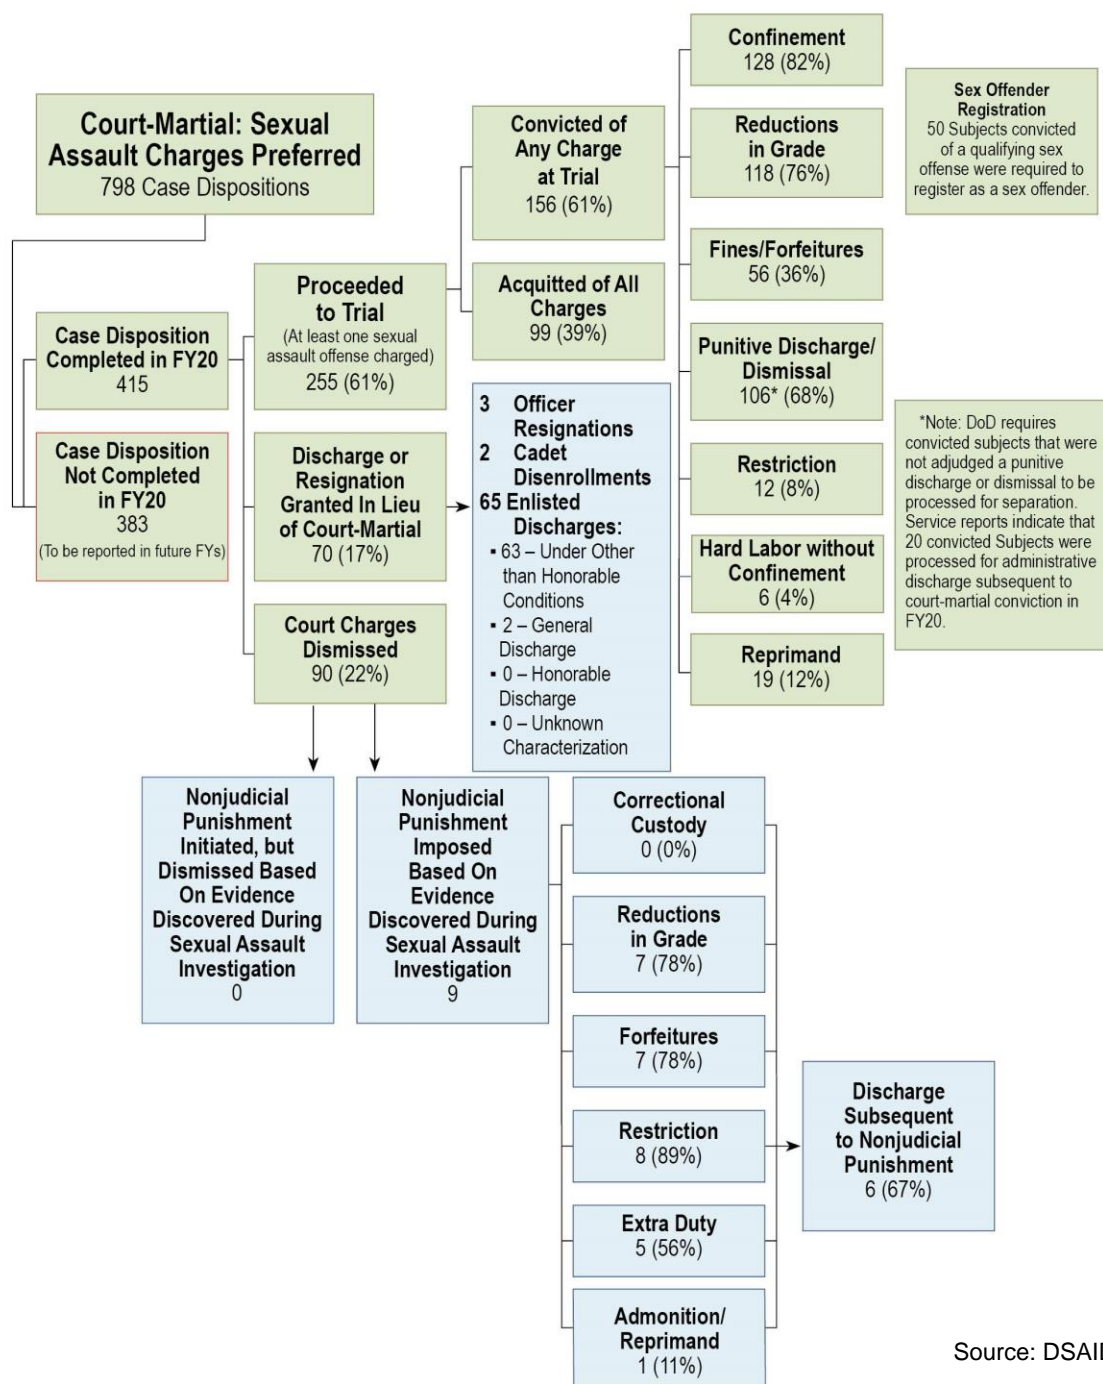 Court-Martial: Sexual
Assault Charges Preferred
798 Case Dispositions
Case Disposition
Completed in FY20
415
Case Disposition
Not Completed
in FY20
383
(To be reported in future FYs)
Proceeded
to Trial
(At least one sexual
assault offense charged)
255 (61%)
Discharge or
Resignation
Granted In Lieu
of Court-Martial
70 (17%)
Court Charges
Dismissed
90 (22%)
Convicted of
Any Charge
at Trial
156 (61%)
Acquitted of All
Charges
99 (39%)
3 Officer
Resignations
2 Cadet
Disenrollments
65 Enlisted
Discharges:
▪ 63 – Under Other
than Honorable
Conditions
▪ 2 – General
Discharge
▪ 0 – Honorable
Discharge
▪ 0 – Unknown
Characterization
Confinement
128 (82%)
Reductions
in Grade
118 (76%)
Fines/Forfeitures
56 (36%)
Punitive Discharge/
Dismissal
106* (68%)
Restriction
12 (8%)
Hard Labor without
Confinement
6 (4%)
Reprimand
19 (12%)
Sex Offender
Registration
50 Subjects convicted
of a qualifying sex
offense were required to
register as a sex offender.
*Note: DoD requires
convicted subjects that were
not adjudged a punitive
discharge or dismissal to be
processed for separation.
Service reports indicate that
20 convicted Subjects were
processed for administrative
discharge subsequent to
court-martial conviction in
FY20.
Nonjudicial
Punishment
Initiated, but
Dismissed Based
On Evidence
Discovered During
Sexual Assault
Investigation
0
Nonjudicial
Punishment
Imposed
Based On
Evidence
Discovered During
Sexual Assault
Investigation
9
Correctional
Custody
0 (0%)
Reductions
in Grade
7 (78%)
Forfeitures
7 (78%)
Restriction
8 (89%)
Extra Duty
5 (56%)
Admonition/
Reprimand
1 (11%)
Discharge
Subsequent
to Nonjudicial
Punishment
6 (67%)
Source: